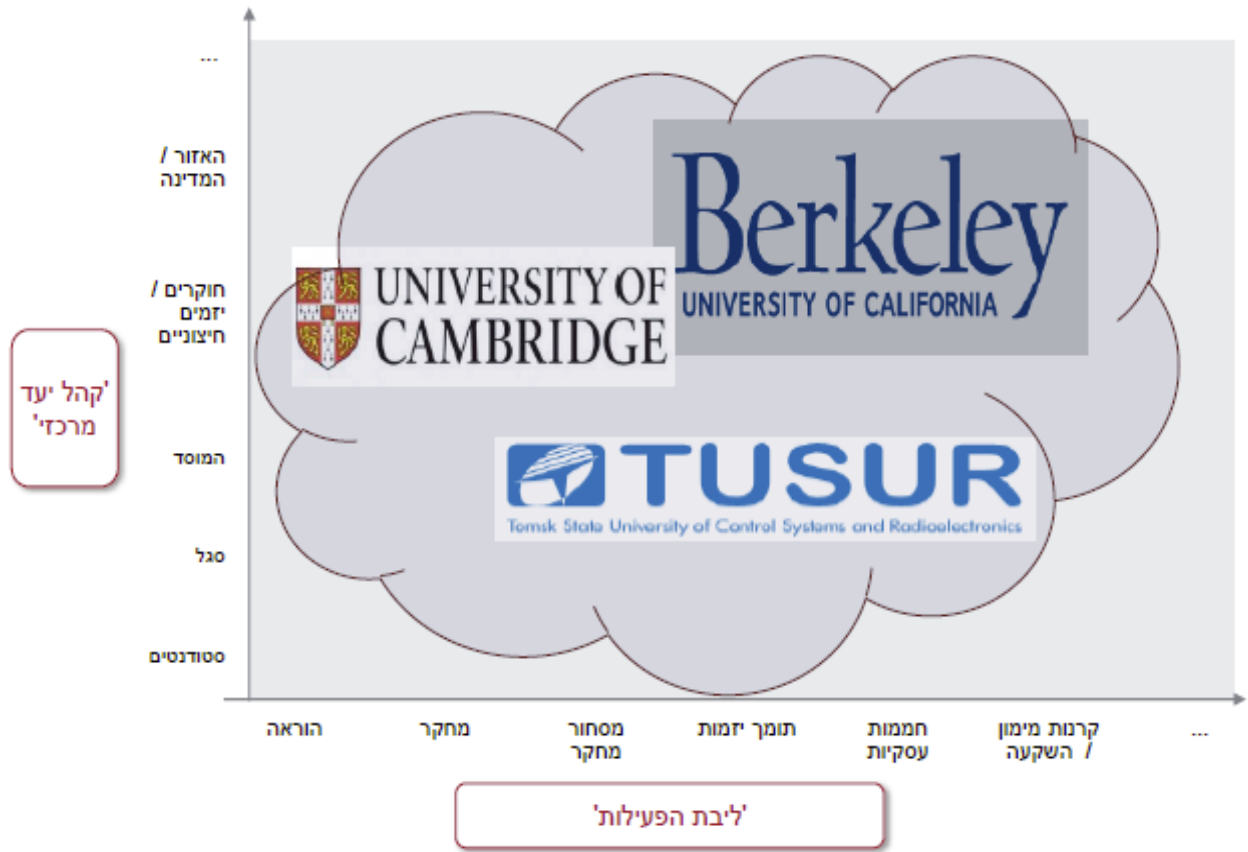 ...
האזור /
המדינה
חוקרים /
יזמים
חיצוניים
המוסד
סגל
סטודנטים
'קהל יעד
מרכזי'
Berkeley
UNIVERSITY OF CALIFORNIA
UNIVERSITY OF
CAMBRIDGE
TUSUR
Tomsk State University of Control Systems and Radioelectronics
הוראה
מחקר
מסחור
מחקר
תומך יזמות
חממות
עסקיות
קרנות מימון
/ השקעה
...
'ליבת הפעילות'